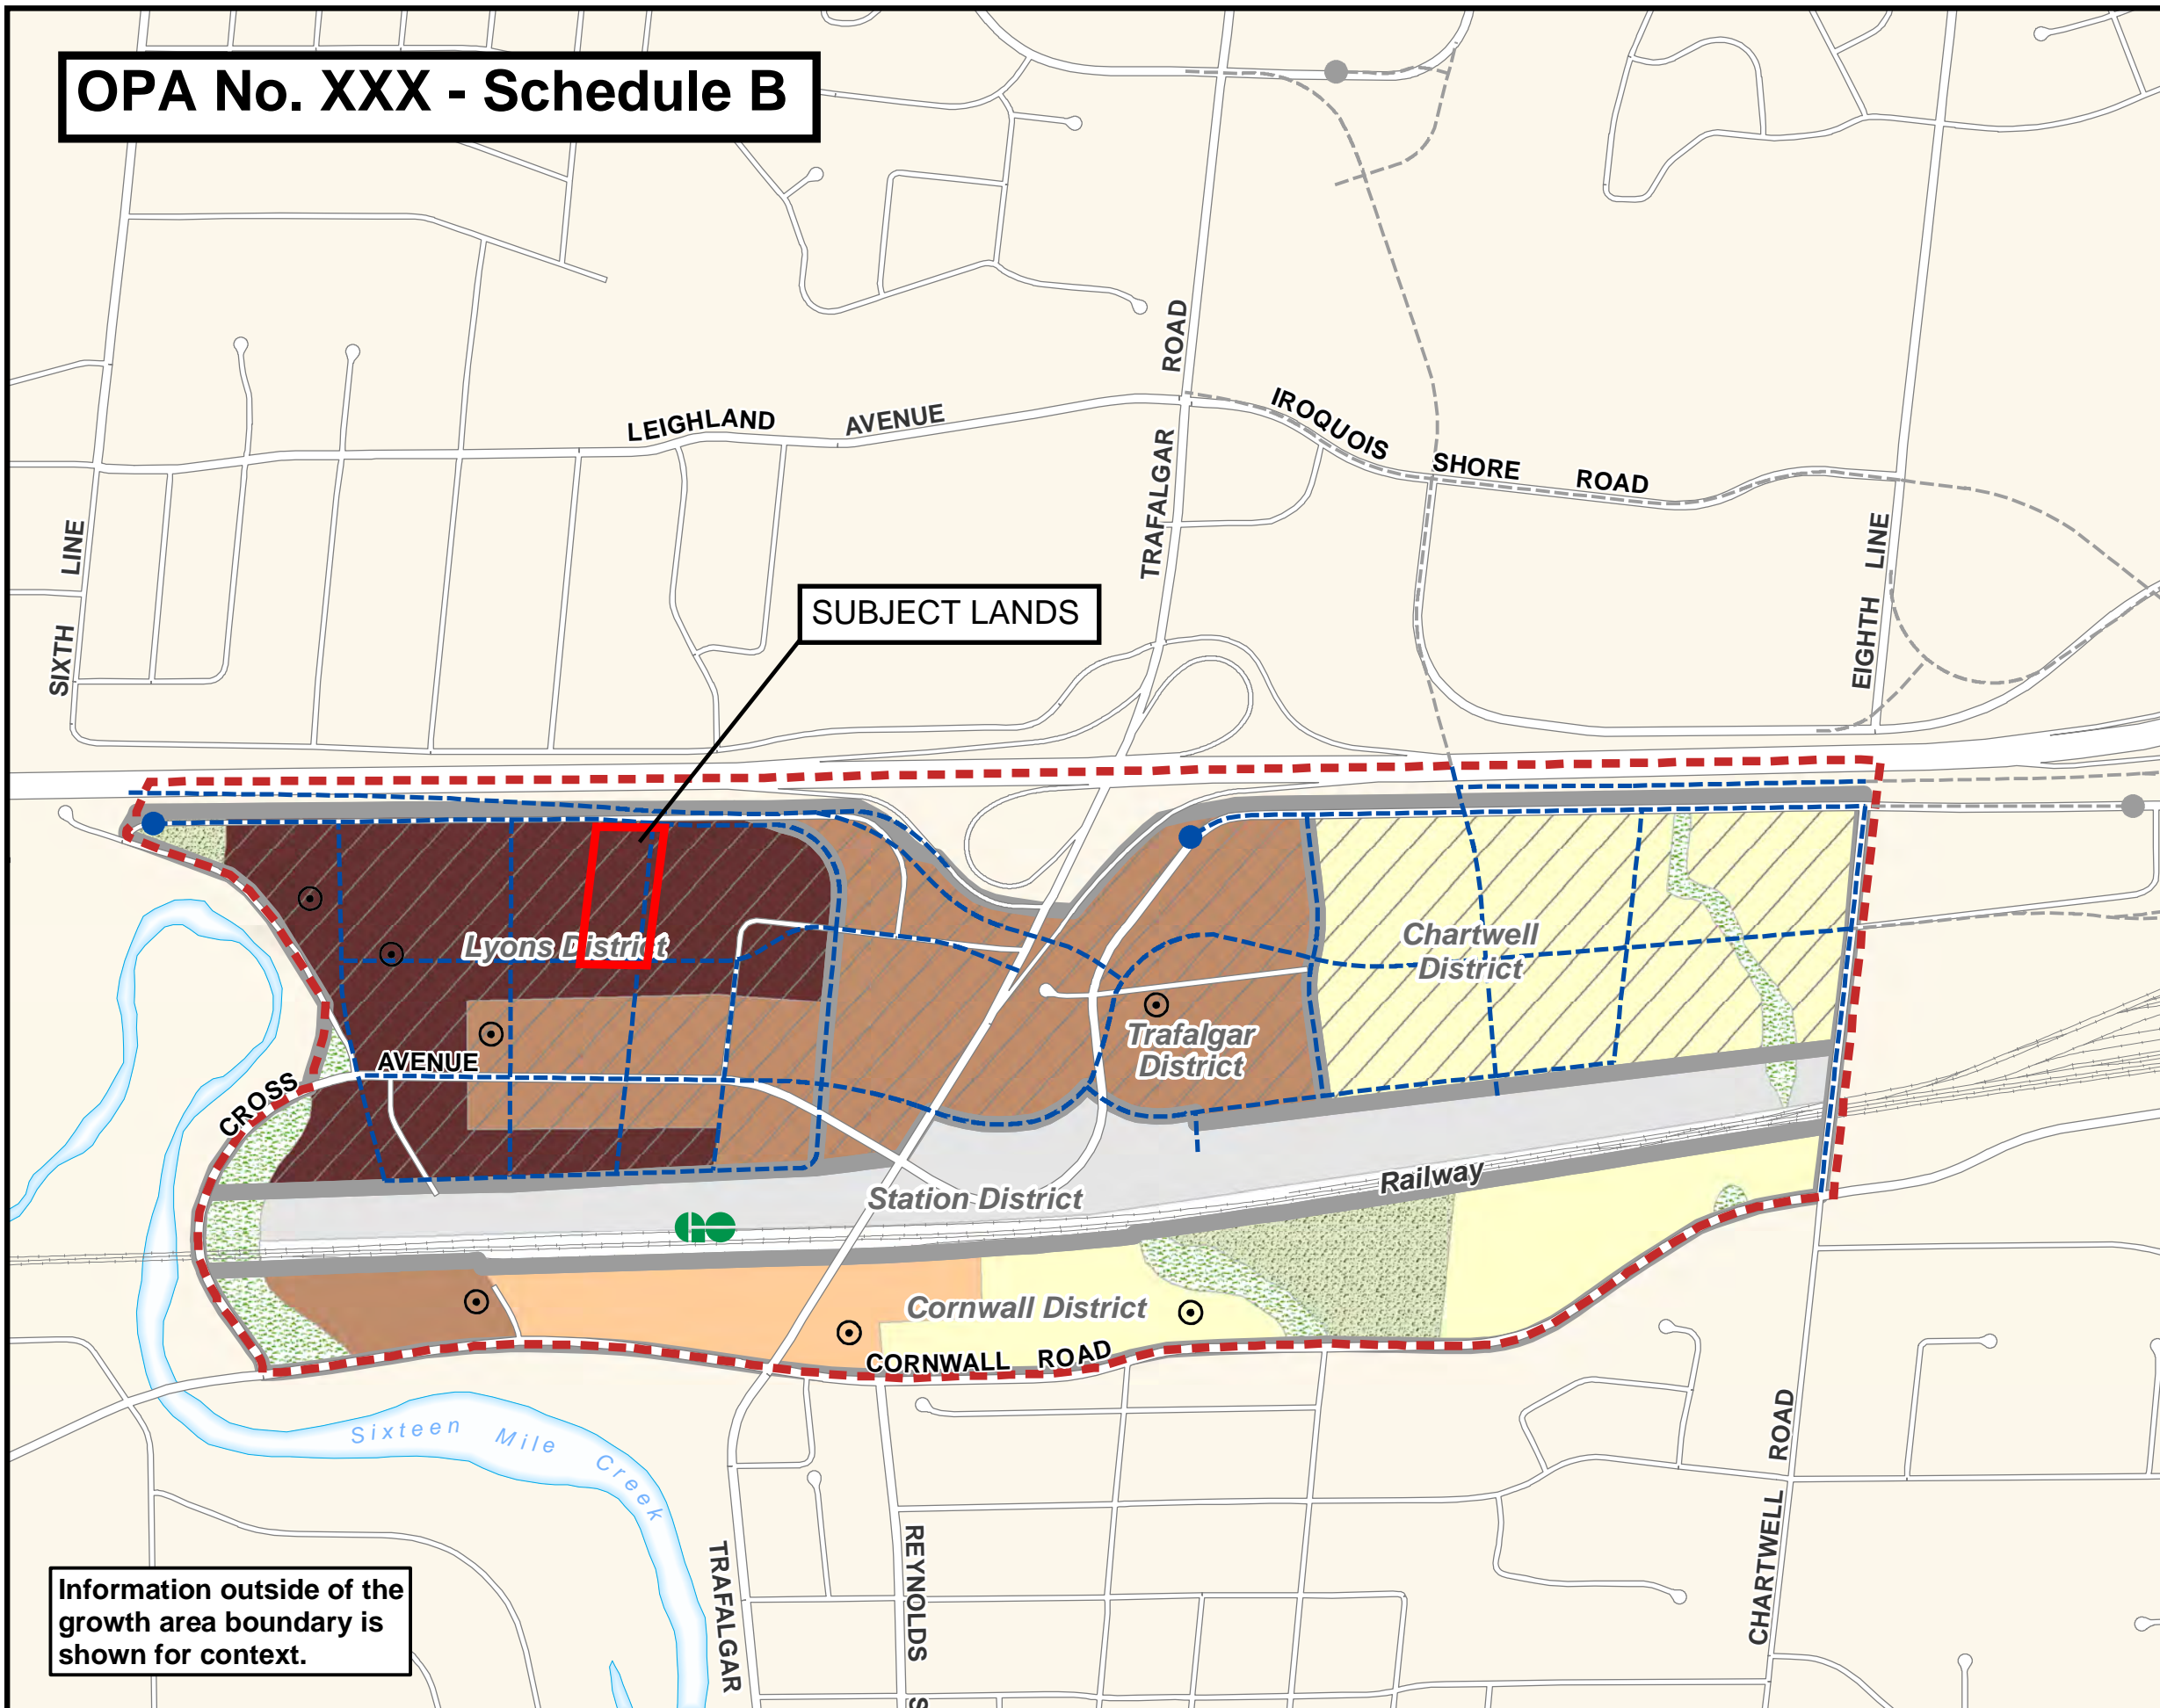 OPA No. XXX - Schedule B
LEIGHLAND AVENUE
TRAFALGAR ROAD
IROQUOIS SHORE ROAD
SIXTH LINE
EIGHTH LINE
SUBJECT LANDS
Lyons District
Chartwell
District
Trafalgar
District
CROSS AVENUE
Station District
Railway
Cornwall District
CORNWALL ROAD
Sixteen Mile Creek
TRAFALGAR
REYNOLDS
CHARTWELL ROAD
Information outside of the
growth area boundary is
shown for context.